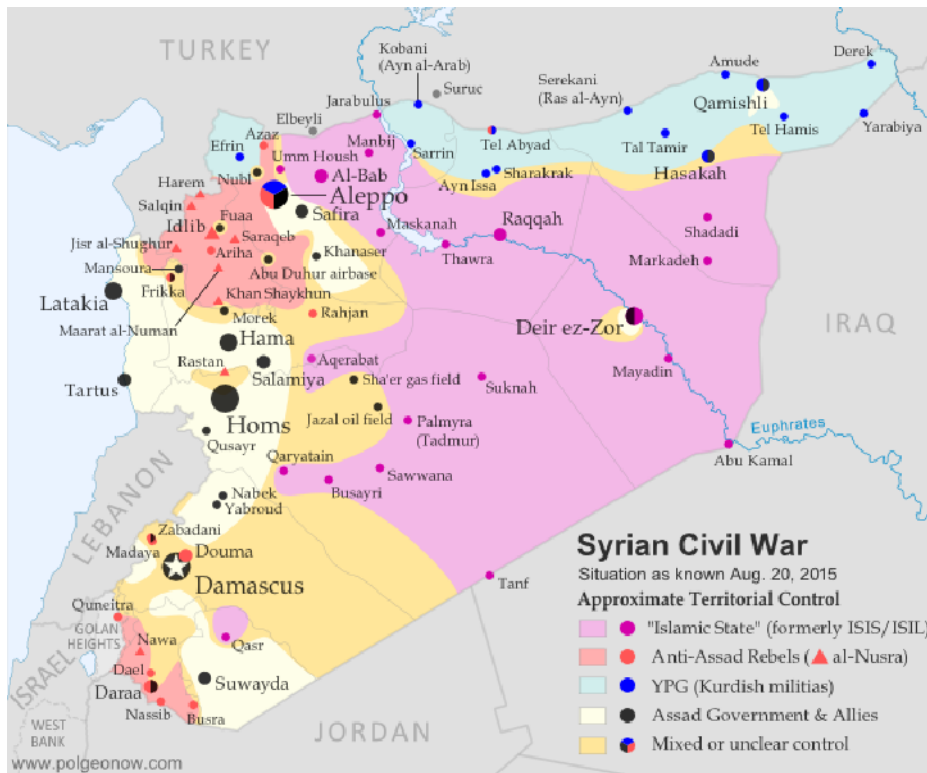 TURKEY
Kobani
(Ayn al-Arab)
Suruc
Derek
Amude
Serekani
(Ras al-Ayn)
Qamishli
Jarabulus
Elbeyli
Azaz
Efrin
Manbij
Sarrin
Tel Abyad
Tal Tamir
Tel Hamis
Yarabiya
Umm Housh
Nubl
Al-Bab
Ayn Issa
Sharakrak
Hasakah
Harem
Aleppo
Salqin
Safira
Maskanah
Raqqah
Shadadi
Fuaa
Idlib
Saraqeb
Jisr al-Shughur
Ariha
Khanaser
Thawra
Markadeh
Mansoura
Abu Duhur airbase
Frikka
Khan Shaykhun
Latakia
Maarat al-Numan
Morek
Rahjan
Deir ez-Zor
IRAQ
Hama
Rastan
Aqerabat
Mayadin
Tartus
Salamiya
Sha'er gas field
Suknah
Homs
Jazal oil field
Palmyra
(Tadmur)
Euphrates
Qusayr
Abu Kamal
Qaryatain
Sawwana
Busayri
LEBANON
Nabek
Yabroud
Zabadani
Madaya
Douma
Damascus
Tanf
Quneitra
GOLAN
HEIGHTS
Nawa
Qasr
ISRAEL
Dael
Daraa
Suwayda
Nassib
Busra
WEST
BANK
JORDAN
www.polgeonow.com
Syrian Civil War
Situation as known Aug. 20, 2015
Approximate Territorial Control
"Islamic State" (formerly ISIS/ISIL)
Anti-Assad Rebels (▲ al-Nusra)
YPG (Kurdish militias)
Assad Government & Allies
Mixed or unclear control